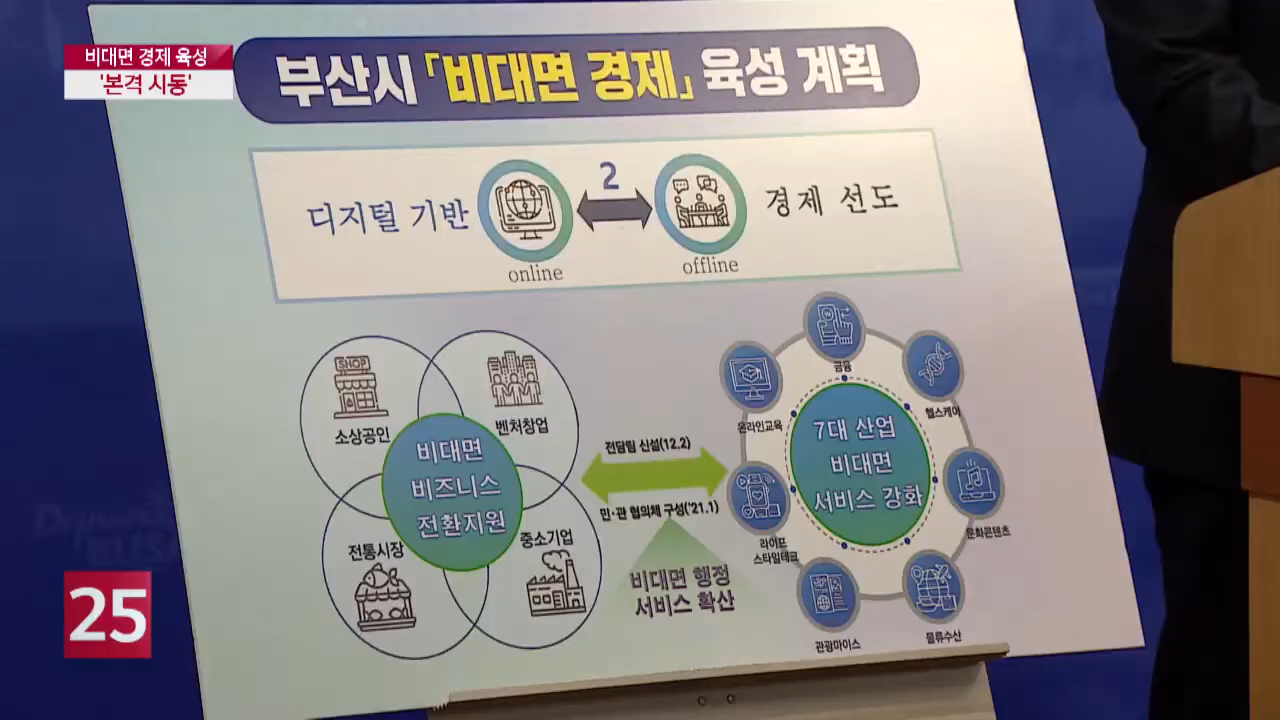 비대면 경제 육성
'본격 시동'
부산시 「비대면 경제」 육성 계획
디지털 기반
online
2
offline
경제 선도
SHOP
소상공인
벤처창업
비대면
비즈니스
전환지원
전통시장
중소기업
전담팀 신설(12.2)
민·관 협의체 구성('21.1)
비대면 행정
서비스 확산
금융
헬스케어
온라인교육
7대 산업
비대면
서비스 강화
문화콘텐츠
라이프
스타일테크
관광마이스
물류수산
25